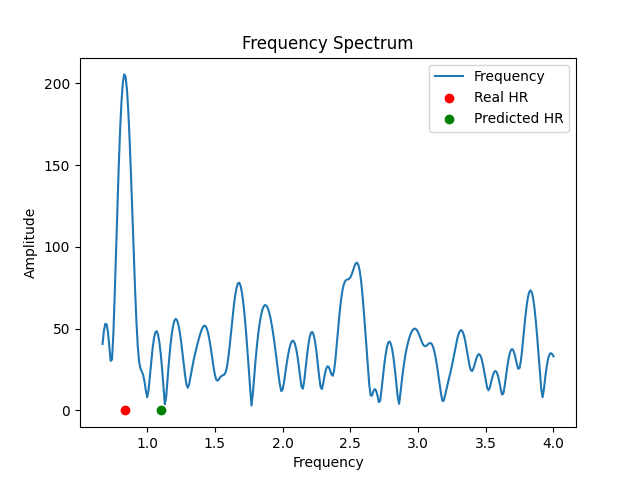 Frequency Spectrum
Frequency
Real HR
Predicted HR
Amplitude
200
150
100
50
0
1.0 1.5 2.0 2.5 3.0 3.5 4.0
Frequency